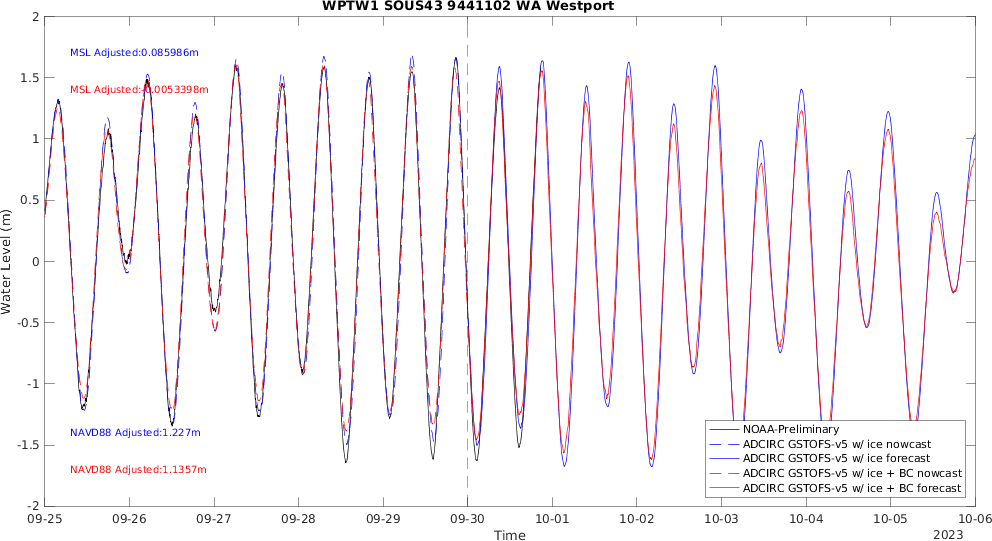 WPTW1 SOUS43 9441102 WA Westport
2
1.5
1
0.5
0
-0.5
-1
-1.5
-2
Water Level (m)
MSL Adjusted:0.085986m
MSL Adjusted:-0.0053398m
NAVD88 Adjusted:1.227m
NAVD88 Adjusted:1.1357m
NOAA-Preliminary
ADCIRC GSTOFS-v5 w/ ice nowcast
ADCIRC GSTOFS-v5 w/ ice forecast
ADCIRC GSTOFS-v5 w/ ice + BC nowcast
ADCIRC GSTOFS-v5 w/ ice + BC forecast
09-25 09-26 09-27 09-28 09-29 09-30 10-01 10-02 10-03 10-04 10-05 10-06
Time
2023